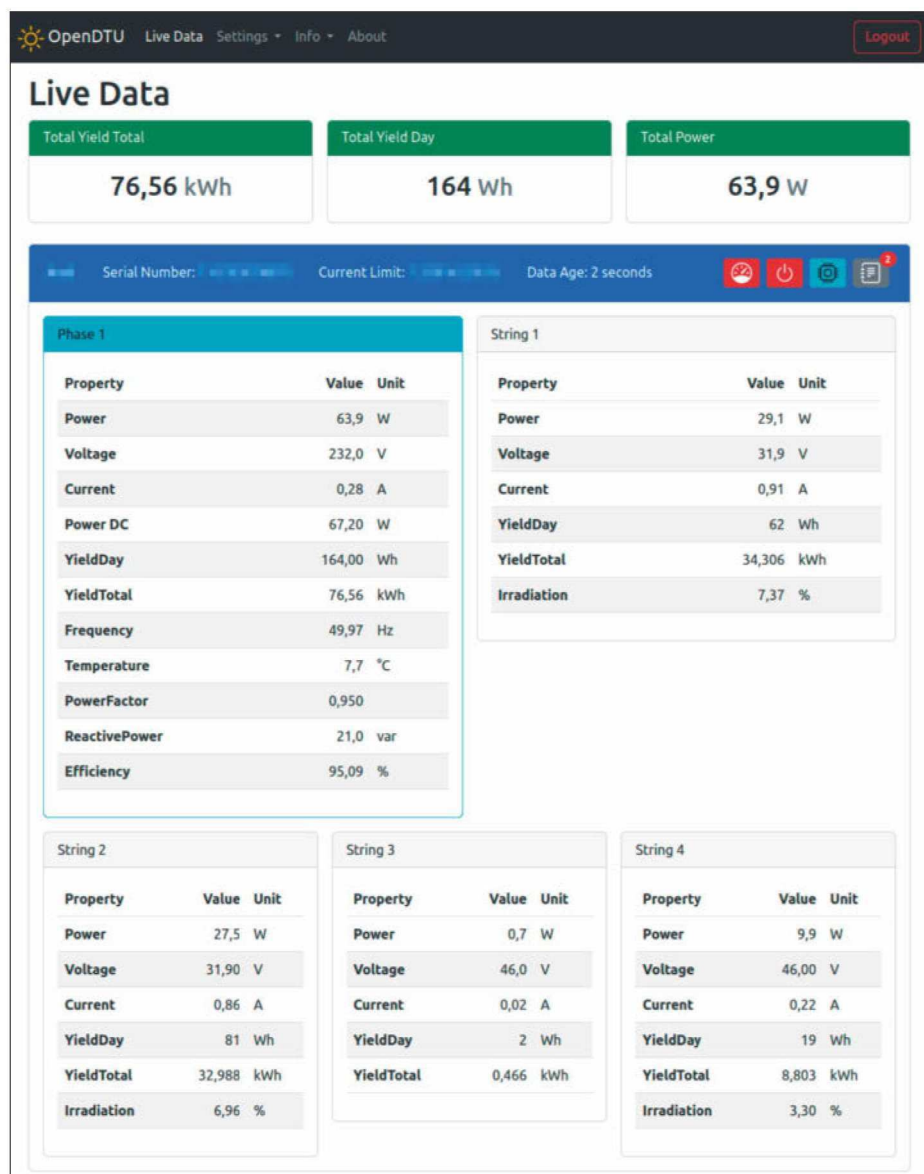 OpenDTU Live Data Settings Info About Logout
Live Data
Total Yield Total Total Yield Day Total Power
76,56 kWh 164 Wh 63,9 W
Serial Number: Current Limit: Data Age: 2 seconds 2
Phase 1
Property Value Unit
Power 63,9 W
Voltage 232,0 V
Current 0,28 A
Power DC 67,20 W
YieldDay 164,00 Wh
YieldTotal 76,56 kWh
Frequency 49,97 Hz
Temperature 7,7 °C
PowerFactor 0,950
ReactivePower 21,0 var
Efficiency 95,09 %
String 1
Property Value Unit
Power 29,1 W
Voltage 31,9 V
Current 0,91 A
YieldDay 62 Wh
YieldTotal 34,306 kWh
Irradiation 7,37 %
String 2
Property Value Unit
Power 27,5 W
Voltage 31,90 V
Current 0,86 A
YieldDay 81 Wh
YieldTotal 32,988 kWh
Irradiation 6,96 %
String 3
Property Value Unit
Power 0,7 W
Voltage 46,0 V
Current 0,02 A
YieldDay 2 Wh
YieldTotal 0,466 kWh
String 4
Property Value Unit
Power 9,9 W
Voltage 46,00 V
Current 0,22 A
YieldDay 19 Wh
YieldTotal 8,803 kWh
Irradiation 3,30 %